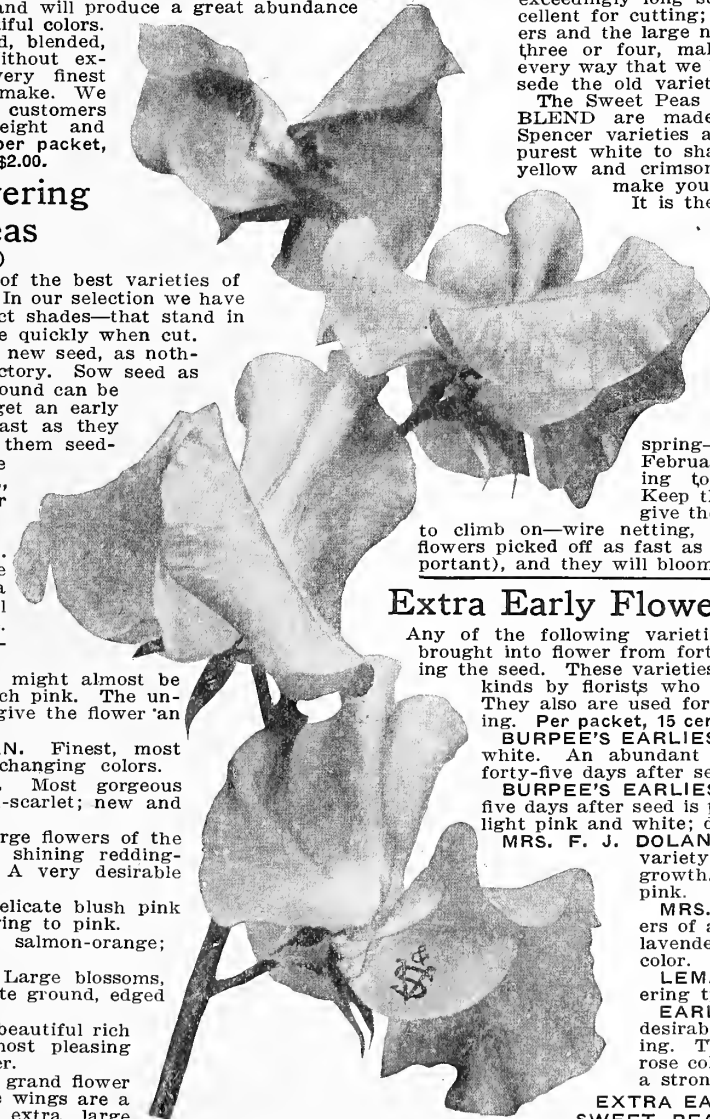 and will produce a great abundance
iful colors.
d, blended,
ithout ex-
very finest
make. We
customers
eight and
per packet,
$2.00.
ering
eas
)
of the best varieties of
In our selection we have
ct shades—that stand in
e quickly when cut.
new seed, as noth-
ctory. Sow seed as
ound can be
get an early
ast as they
them seed-
e
.,
r
.
e
a
l
.
might almost be
ch pink. The un-
give the flower an
N. Finest, most
changing colors.
. Most gorgeous
-scarlet; new and
rge flowers of the
shining redding-
A very desirable
elicate blush pink
ring to pink.
salmon-orange;
Large blossoms,
te ground, edged
beautiful rich
most pleasing
er.
grand flower
e wings are a
extra large
exceedingly long
cellent for cutting;
ers and the large n
three or four, mak
every way that we
sede the old variet
The Sweet Peas
BLEND are made
Spencer varieties a
purest white to sha
yellow and crimson
make you
It is the
spring—
Februa
ing to
Keep th
give the
to climb on—wire netting,
flowers picked off as fast as
portant), and they will bloom
Extra Early Flowe
Any of the following varieti
brought into flower from fort
ing the seed. These varieties
kinds by florists who
They also are used for
ing. Per packet, 15 cen
BURPEE'S EARLIES
white. An abundant
forty-five days after se
BURPEE'S EARLIES
five days after seed is p
light pink and white; d
MRS. F. J. DOLAN
variety
growth.
pink.
MRS.
ers of a
lavende
color.
LEM
ering t
EARL
desirab
ing. T
rose co
a stron
EXTRA EA
SWEET PEA